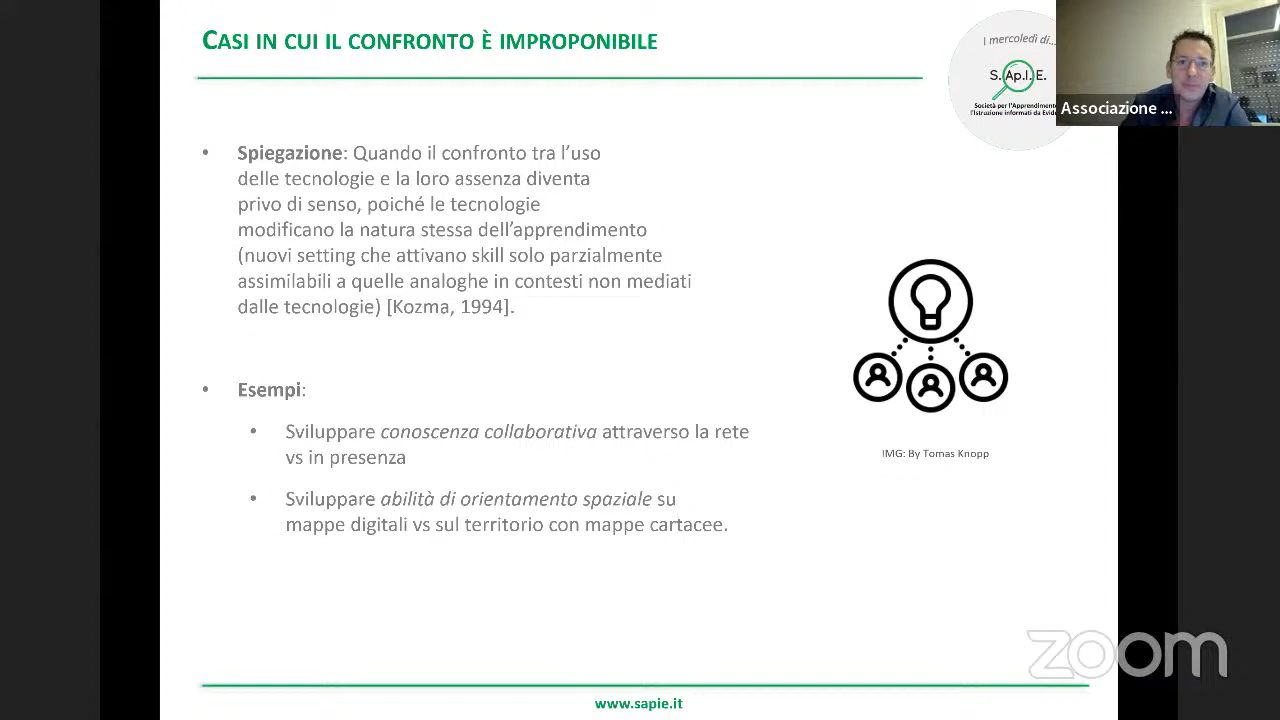 CASI IN CUI IL CONFRONTO È IMPROPONIBILE
I mercoledì di...
S.Ap.I.E.
Società per l'Apprendimento
l'Istruzione informati da Evid
Associazione ...
• Spiegazione: Quando il confronto tra l’uso
delle tecnologie e la loro assenza diventa
privo di senso, poiché le tecnologie
modificano la natura stessa dell’apprendimento
(nuovi setting che attivano skill solo parzialmente
assimilabili a quelle analoghe in contesti non mediati
dalle tecnologie) [Kozma, 1994].
• Esempi:
• Sviluppare conoscenza collaborativa attraverso la rete
vs in presenza
• Sviluppare abilità di orientamento spaziale su
mappe digitali vs sul territorio con mappe cartacee.
IMG: By Tomas Knopp
zoom
www.sapie.it